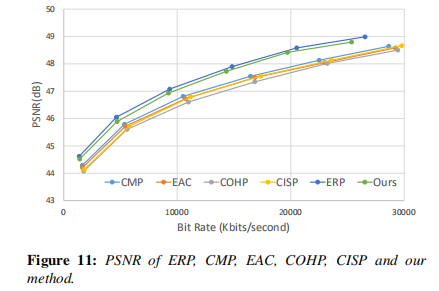 50
49
48
47
46
45
44
43
PSNR(dB)
CMP EAC COHP CISP ERP Ours
0 10000 20000 30000
Bit Rate (Kbits/second)
Figure 11: PSNR of ERP, CMP, EAC, COHP, CISP and our
method.